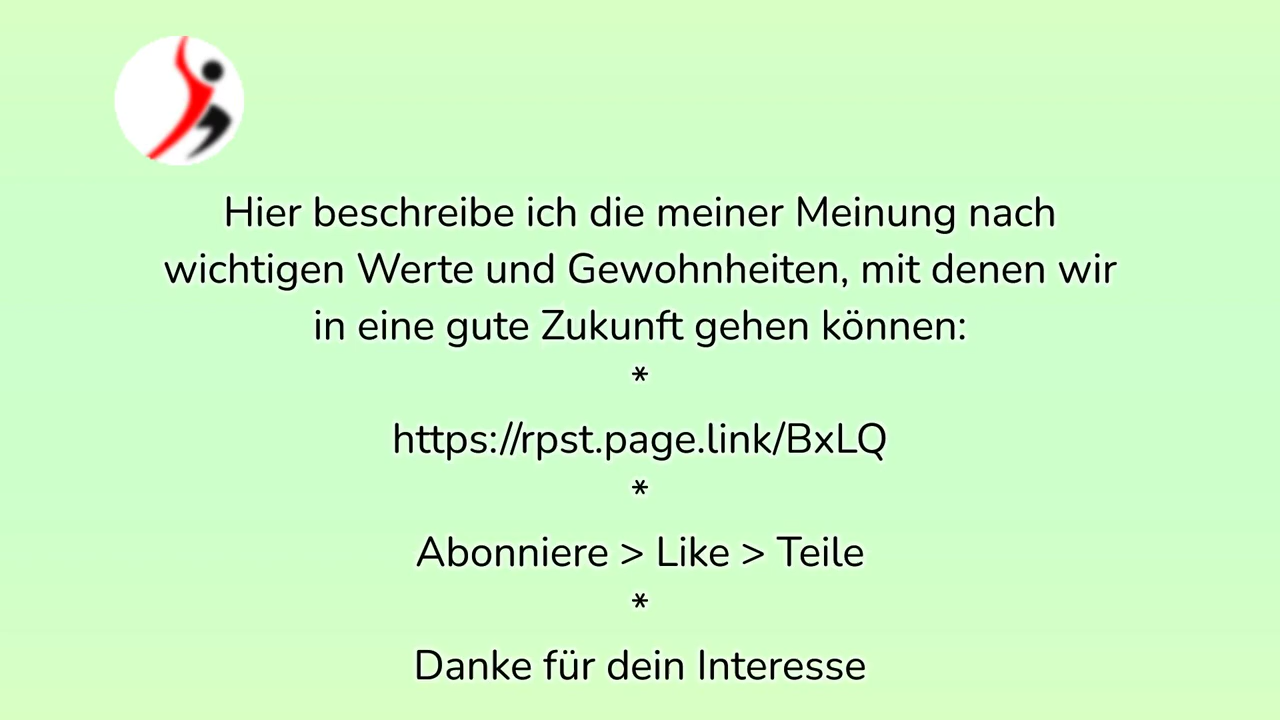 Hier beschreibe ich die meiner Meinung nach
wichtigen Werte und Gewohnheiten, mit denen wir
in eine gute Zukunft gehen können:
*
https://rpst.page.link/BxLQ
*
Abonniere > Like > Teile
*
Danke für dein Interesse